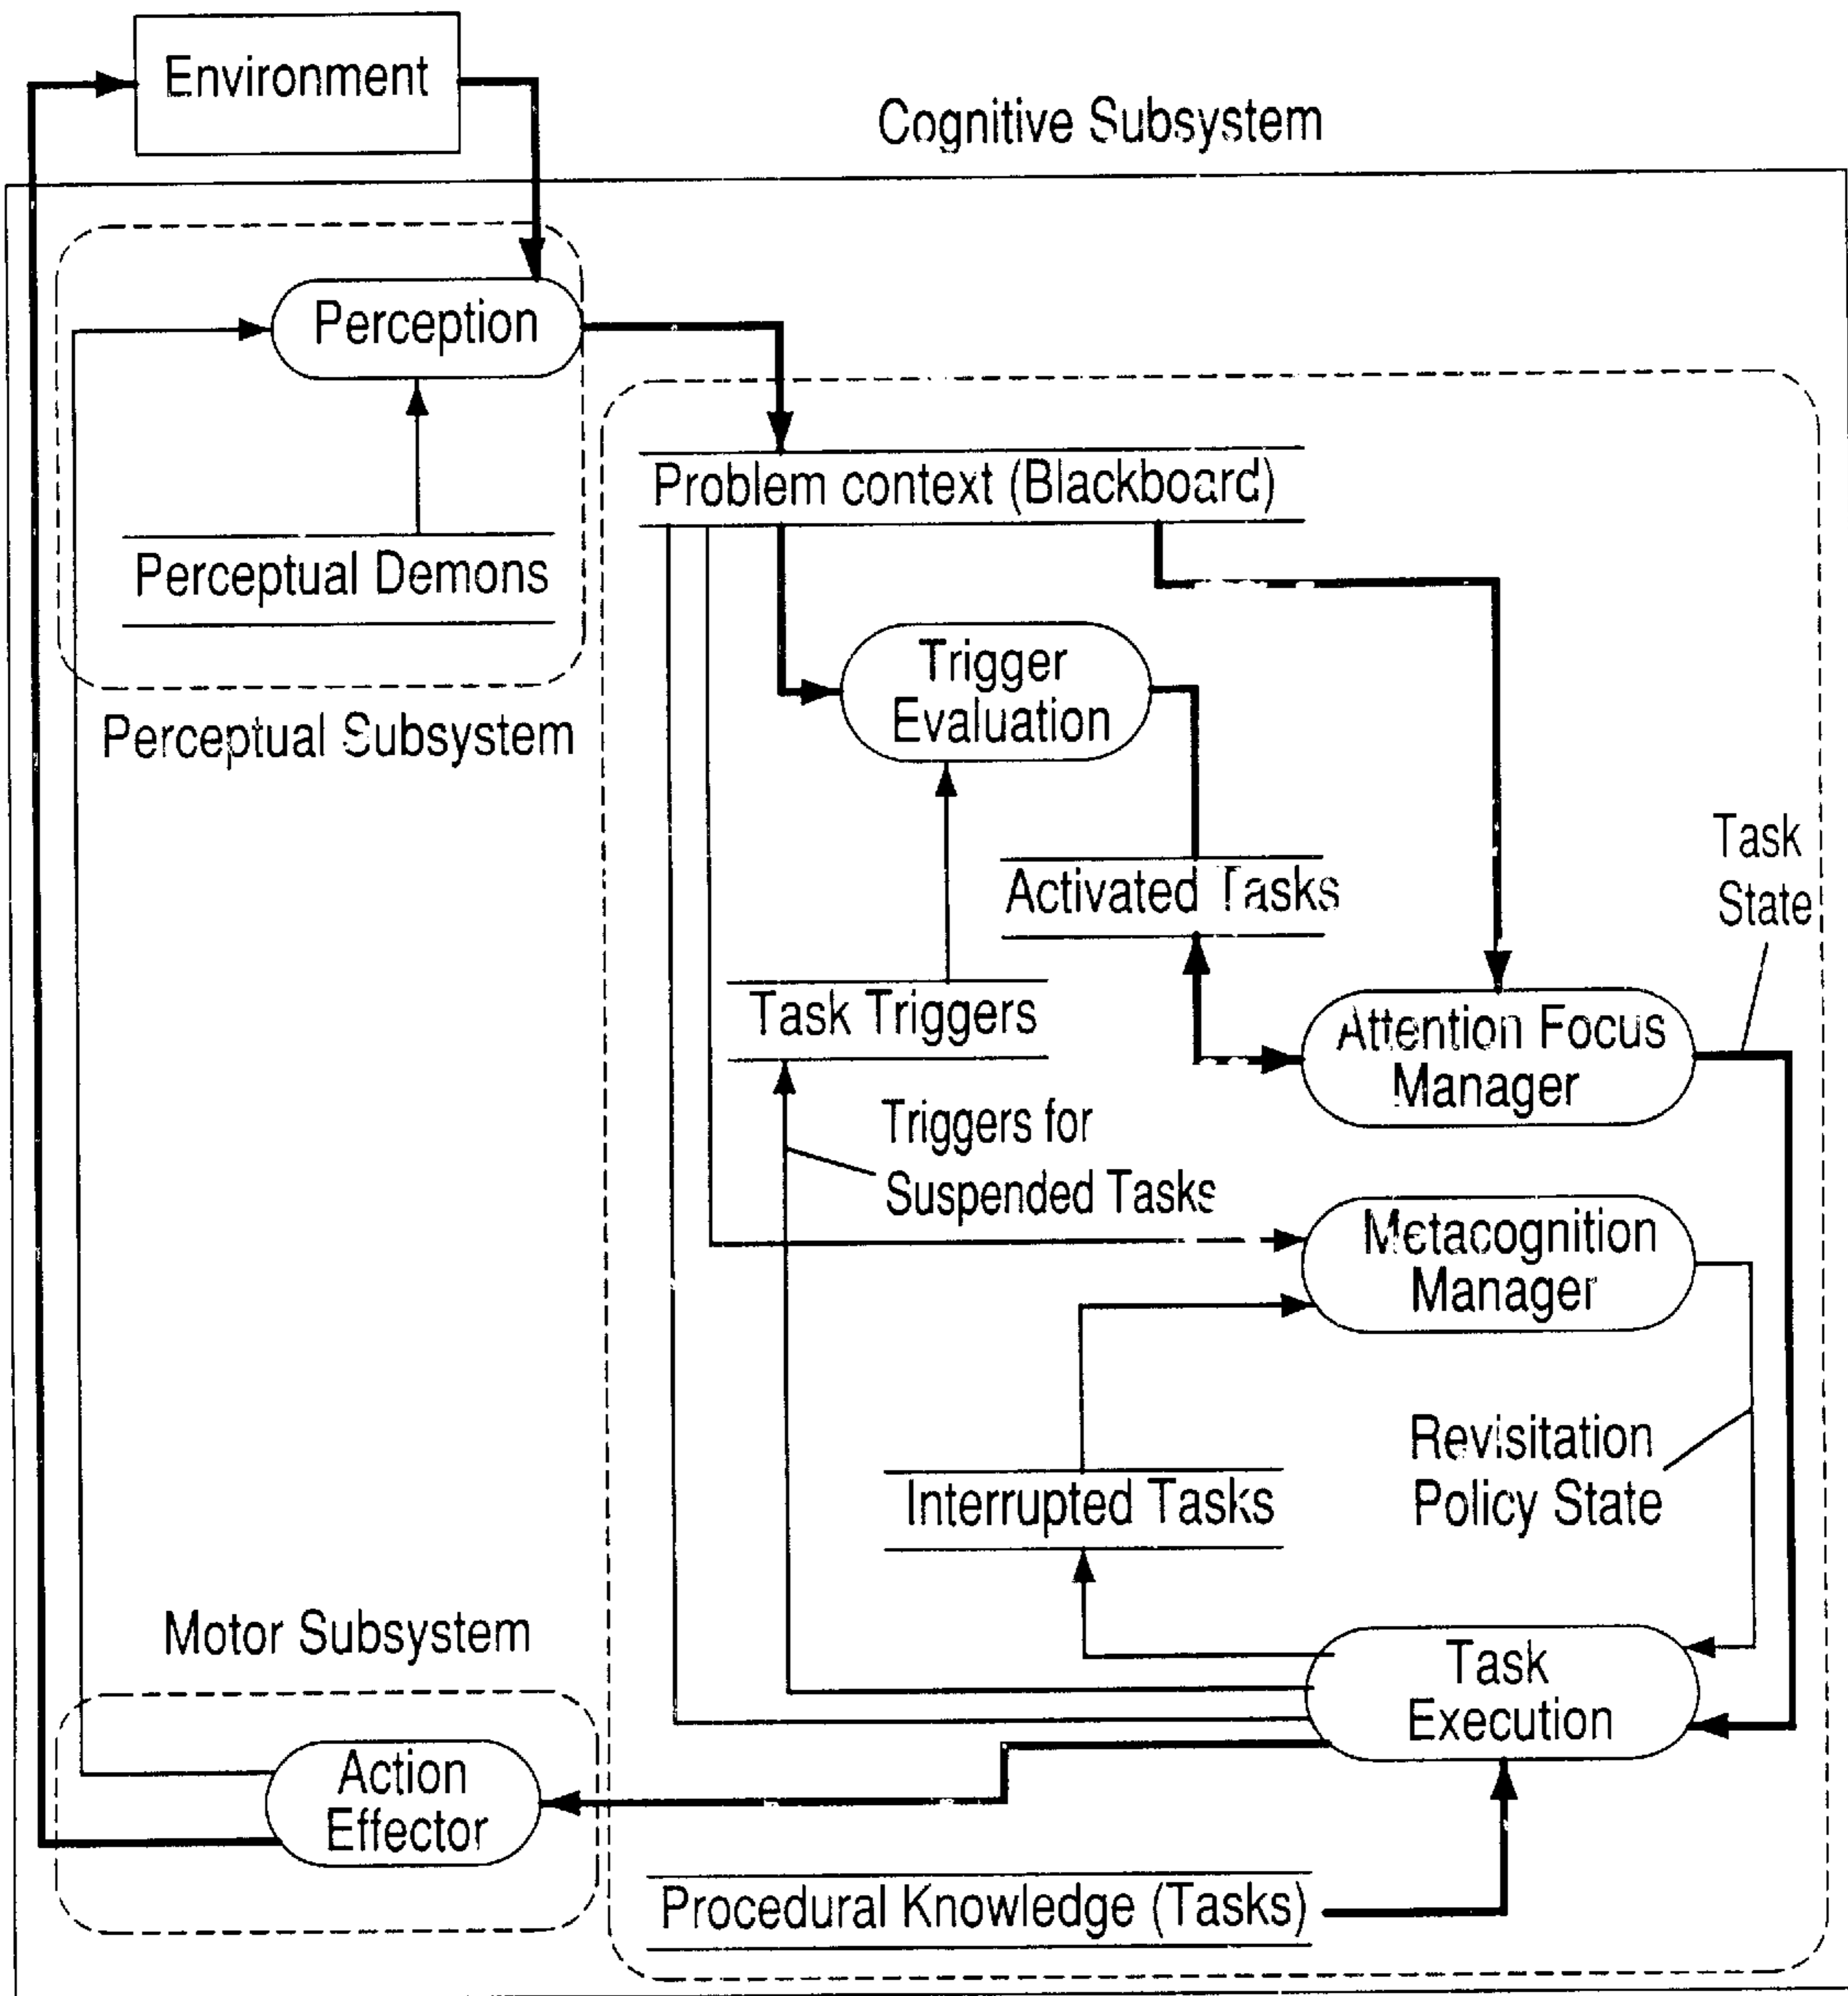 Environment
Cognitive Subsystem
Perception
Problem context (Blackboard)
Perceptual Demons
Trigger
Evaluation
Perceptual Subsystem
Task
State
Activated Tasks
Task Triggers
Attention Focus
Manager
Triggers for
Suspended Tasks
Metacognition
Manager
Revisitation
Policy State
Interrupted Tasks
Motor Subsystem
Task
Execution
Action
Effector
Procedural Knowledge (Tasks)